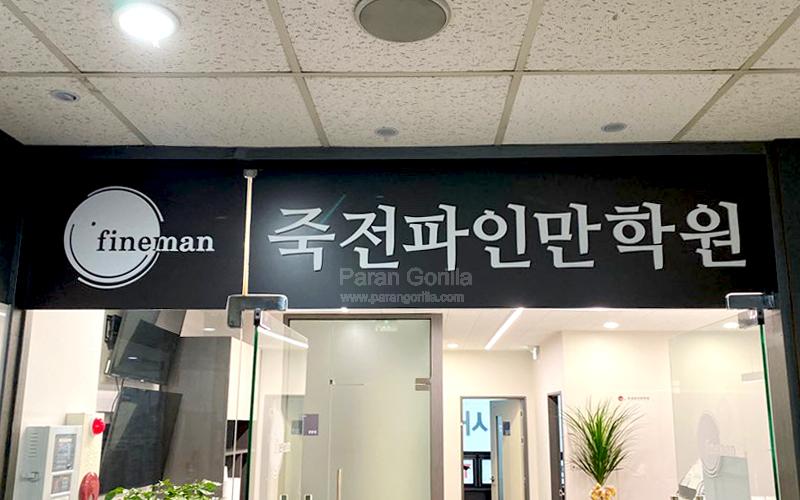 fineman
죽전파인만학원
Paran Gorilla
www.parangorilla.com